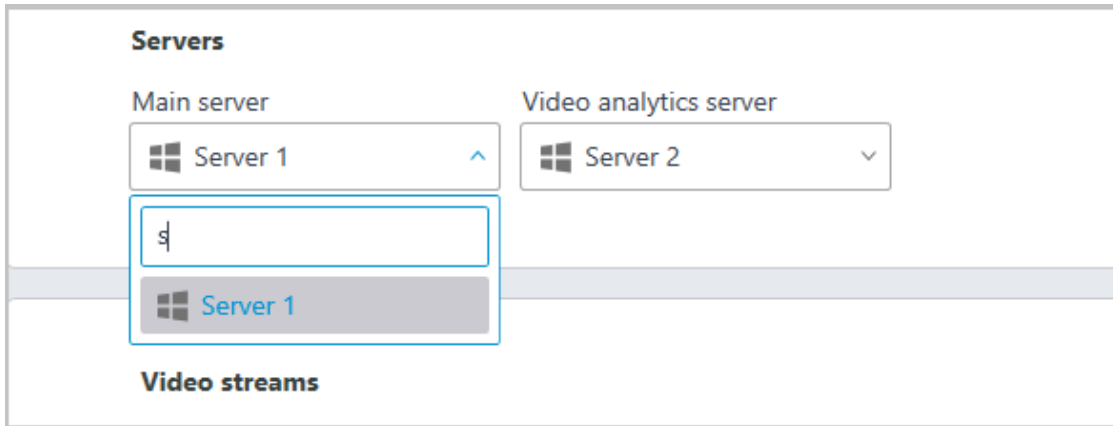 Servers
Main server
Video analytics server
Server 1
Server 2
s
Server 1
Video streams